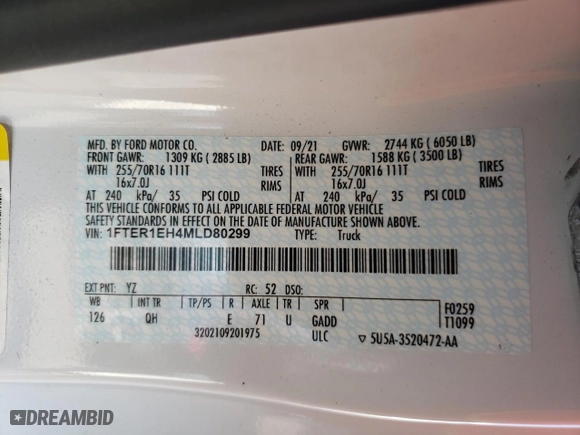 MFD. BY FORD MOTOR CO. DATE: 09/21 GVWR: 2744 KG ( 6050 LB)
FRONT GAWR: 1309 KG ( 2885 LB) REAR GAWR: 1588 KG ( 3500 LB)
WITH 255/70R16 111T TIRES WITH 255/70R16 111T TIRES
16x7.0J RIMS 16x7.0J RIMS
AT 240 kPa/ 35 PSI COLD AT 240 kPa/ 35 PSI COLD
THIS VEHICLE CONFORMS TO ALL APPLICABLE FEDERAL MOTOR VEHICLE
SAFETY STANDARDS IN EFFECT ON THE DATE OF MANUFACTURE SHOWN ABOVE.
VIN: 1FTER1EH4MLD80299 TYPE: Truck
EXT PNT: YZ RC: 52 DSO:
WB INT TR TP/PS R AXLE TR SPR F0259
126 QH E 71 U GADD T1099
3202109201975 ULC ▽ 5U5A-3520472-AA
DREAMBID